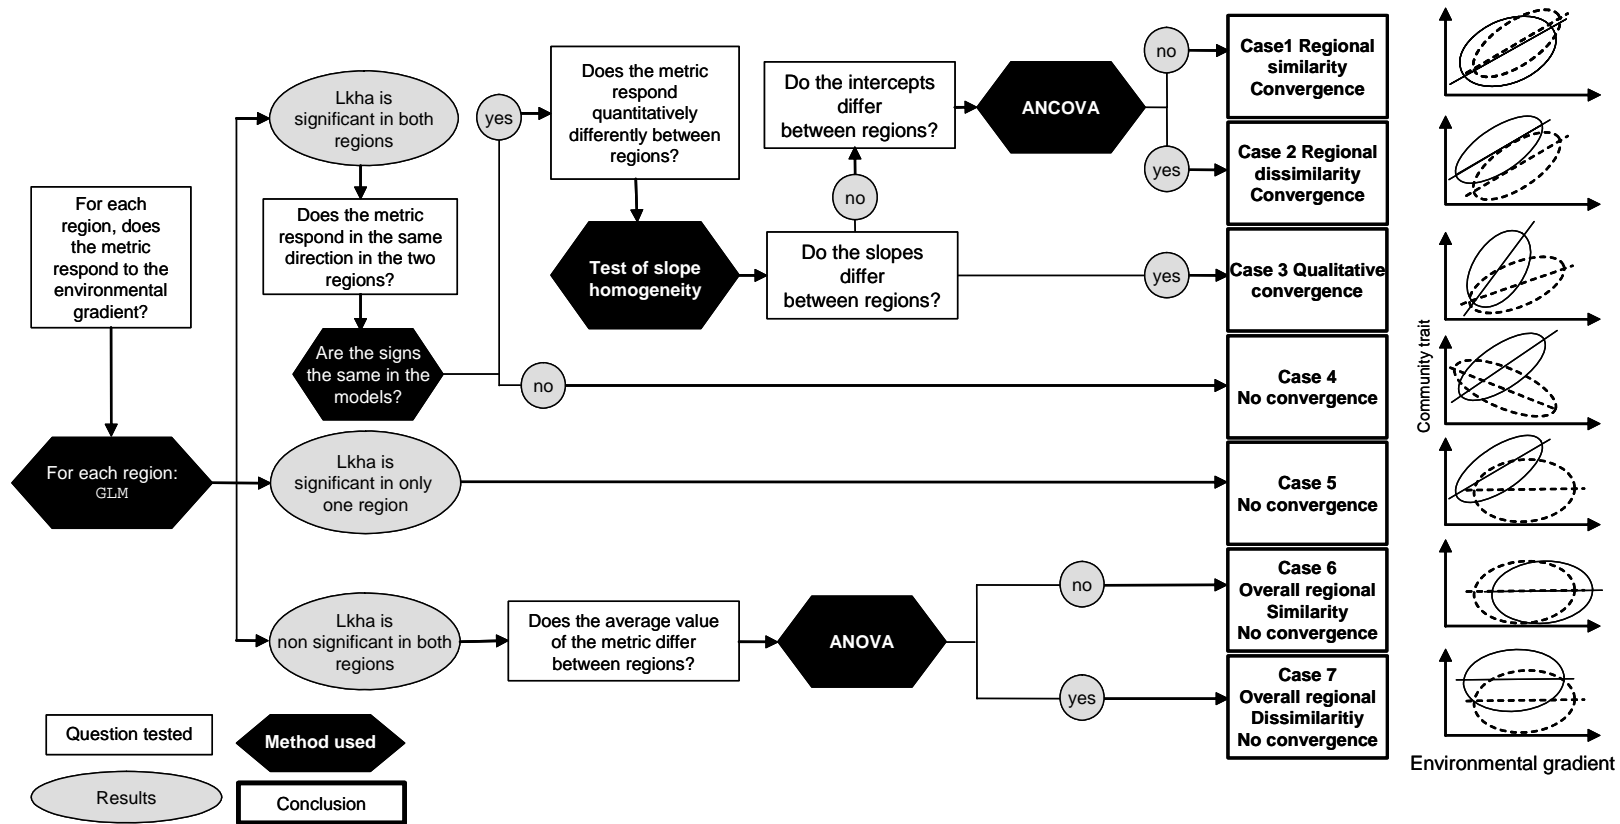 For each
region, does
the metric
respond to the
environmental
gradient?
For each region:
GLM
Lkha is
significant in both
regions
Does the metric
respond in the same
direction in the two
regions?
Are the signs
the same in the
models?
yes
no
Does the metric
respond
quantitatively
differently between
regions?
Test of slope
homogeneity
Do the slopes
differ
between regions?
no
yes
Do the intercepts
differ
between regions?
ANCOVA
no
yes
Case1 Regional
similarity
Convergence
Case 2 Regional
dissimilarity
Convergence
Case 3 Qualitative
convergence
Case 4
No convergence
Lkha is
significant in only
one region
Case 5
No convergence
Lkha is
non significant in both
regions
Does the average value
of the metric differ
between regions?
ANOVA
no
yes
Case 6
Overall regional
Similarity
No convergence
Case 7
Overall regional
Dissimilaritiy
No convergence
Community trait
Environmental gradient
Question tested
Method used
Results
Conclusion